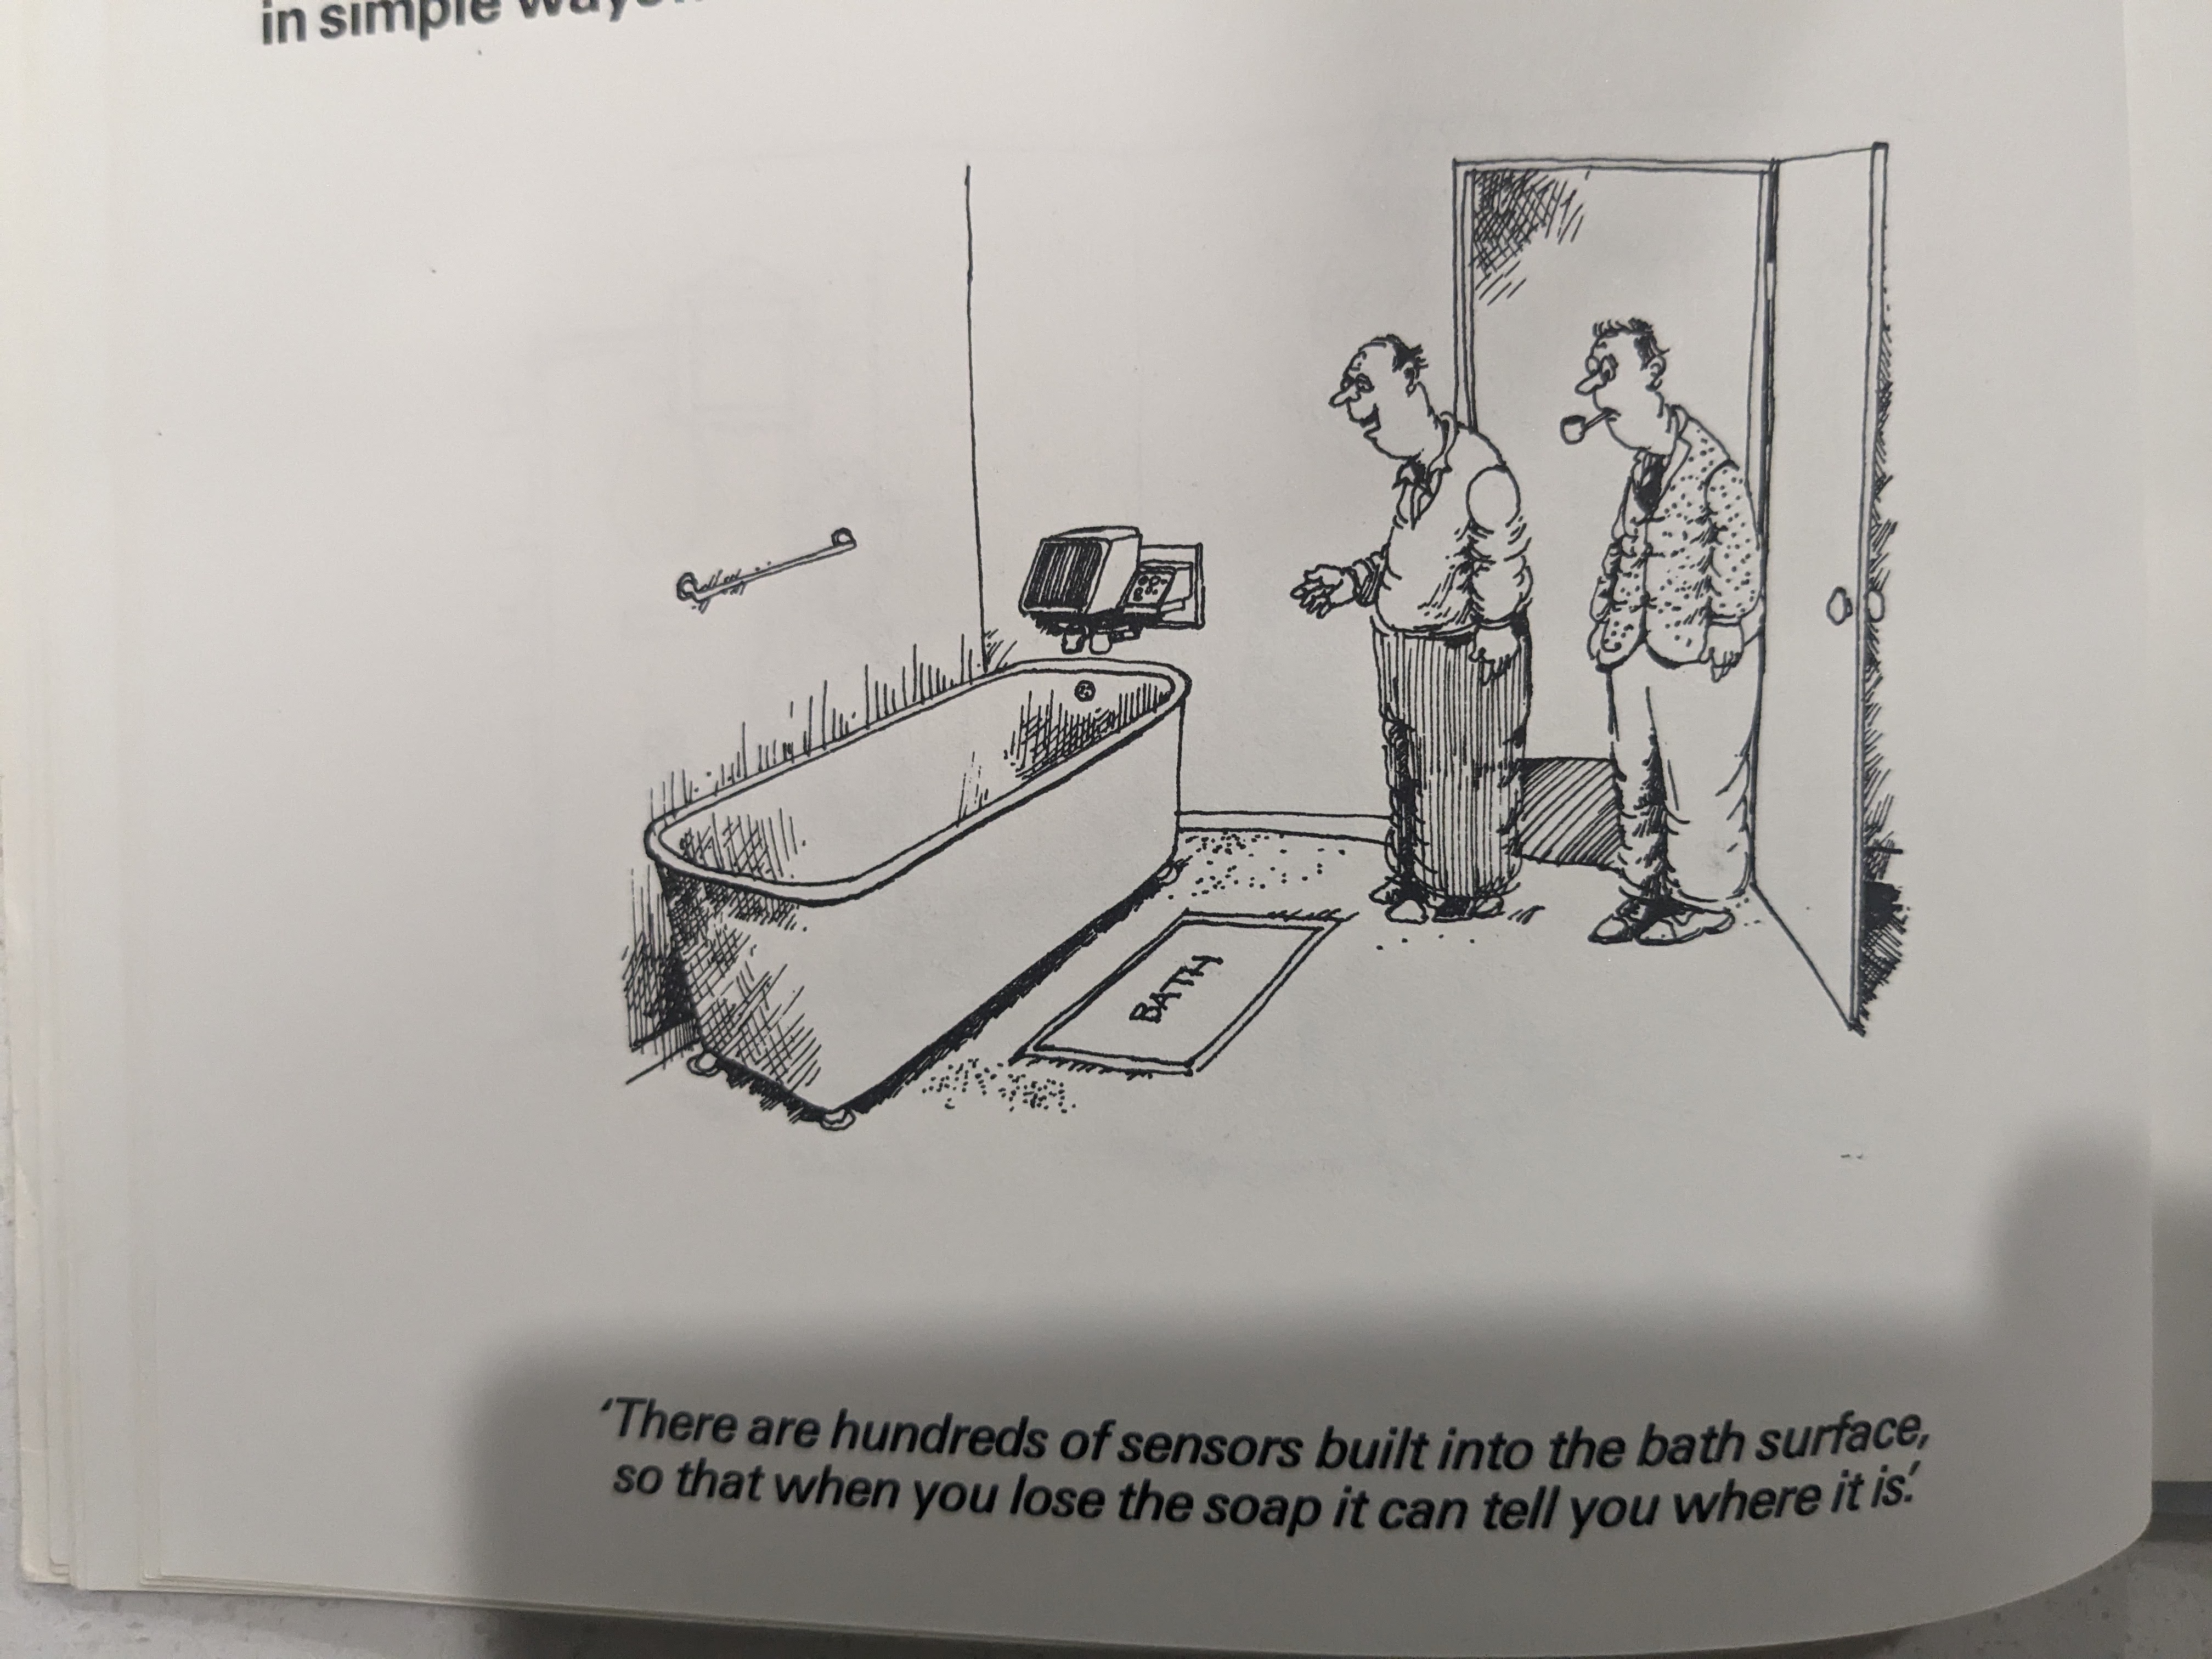 in simple ways
BATH
‘There are hundreds of sensors built into the bath surface,
so that when you lose the soap it can tell you where it is.’